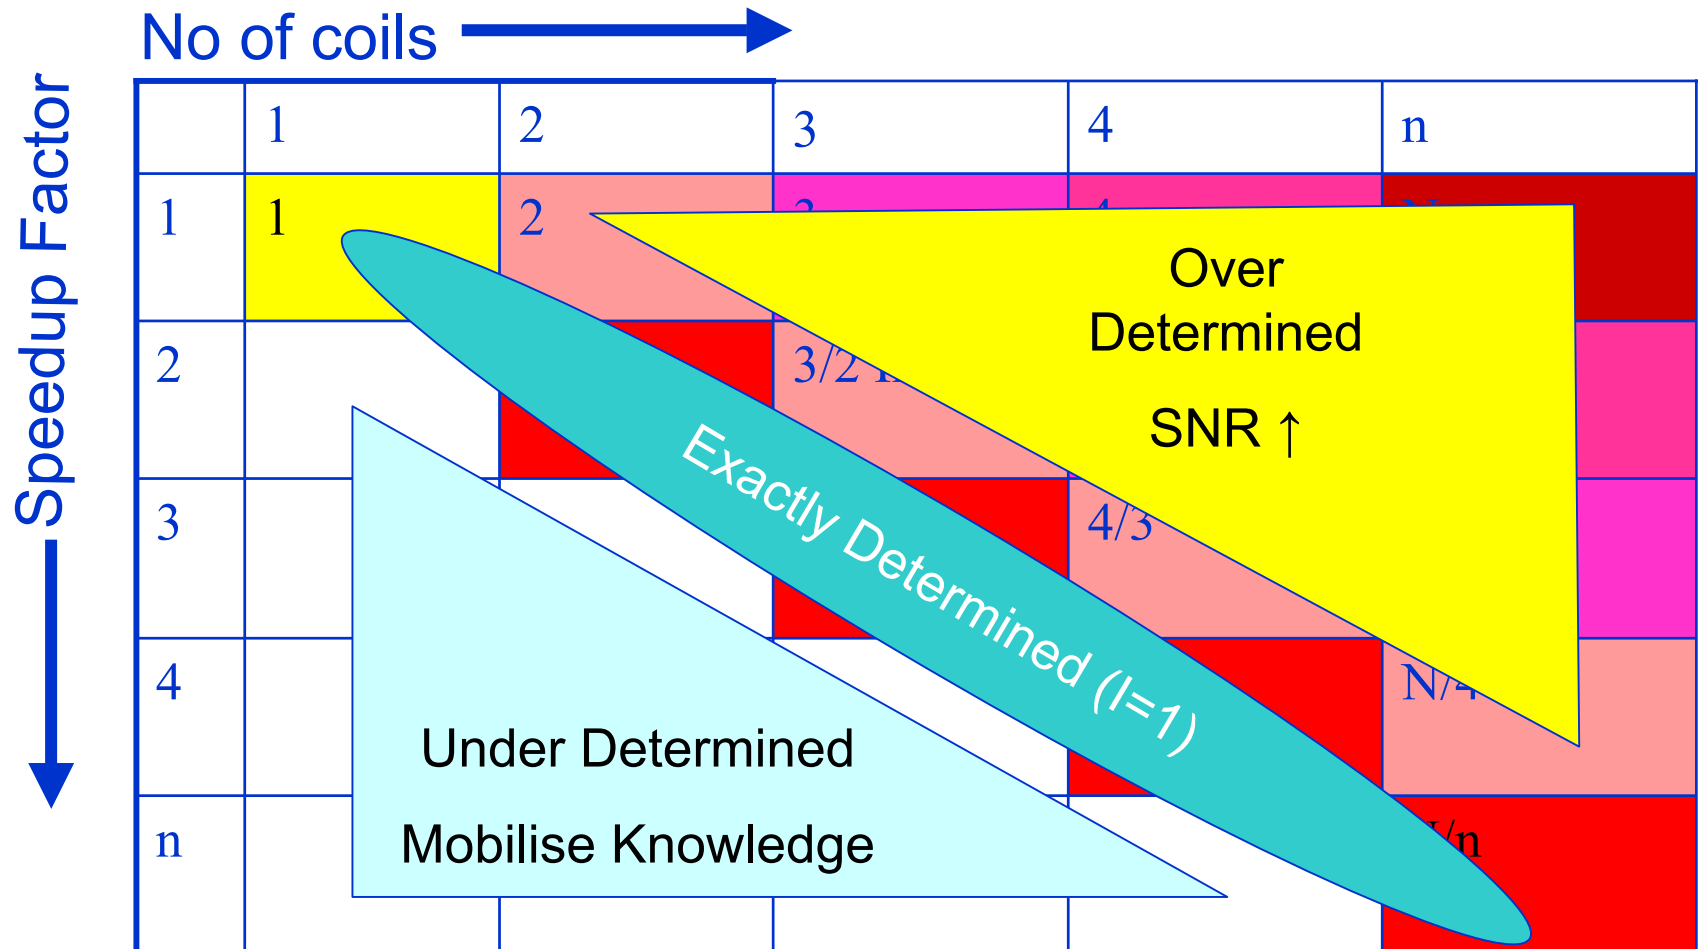 No of coils
Speedup Factor
1 2 3 4 n
1 1 2
2 3/2
3 4/3
4 N/4
n /n
Over
Determined
SNR ↑
Exactly Determined (I=1)
Under Determined
Mobilise Knowledge